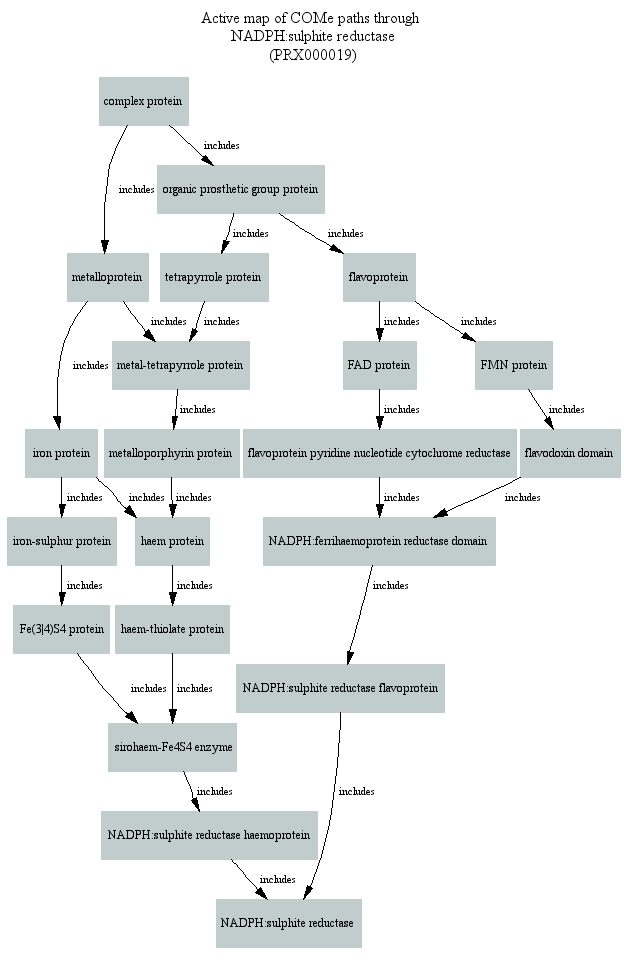 Active map of COMe paths through
NADPH:sulphite reductase
(PRX000019)
complex protein
includes
includes
organic prosthetic group protein
includes
includes
metalloprotein
tetrapyrrole protein
flavoprotein
includes
includes
includes
includes
includes
metal-tetrapyrrole protein
FAD protein
FMN protein
includes
includes
includes
iron protein
metalloporphyrin protein
flavoprotein pyridine nucleotide cytochrome reductase
flavodoxin domain
includes
includes
includes
includes
includes
iron-sulphur protein
haem protein
NADPH:ferrihaemoprotein reductase domain
includes
includes
includes
Fe(3|4)S4 protein
haem-thiolate protein
includes
includes
NADPH:sulphite reductase flavoprotein
sirohaem-Fe4S4 enzyme
includes
includes
NADPH:sulphite reductase haemoprotein
includes
NADPH:sulphite reductase